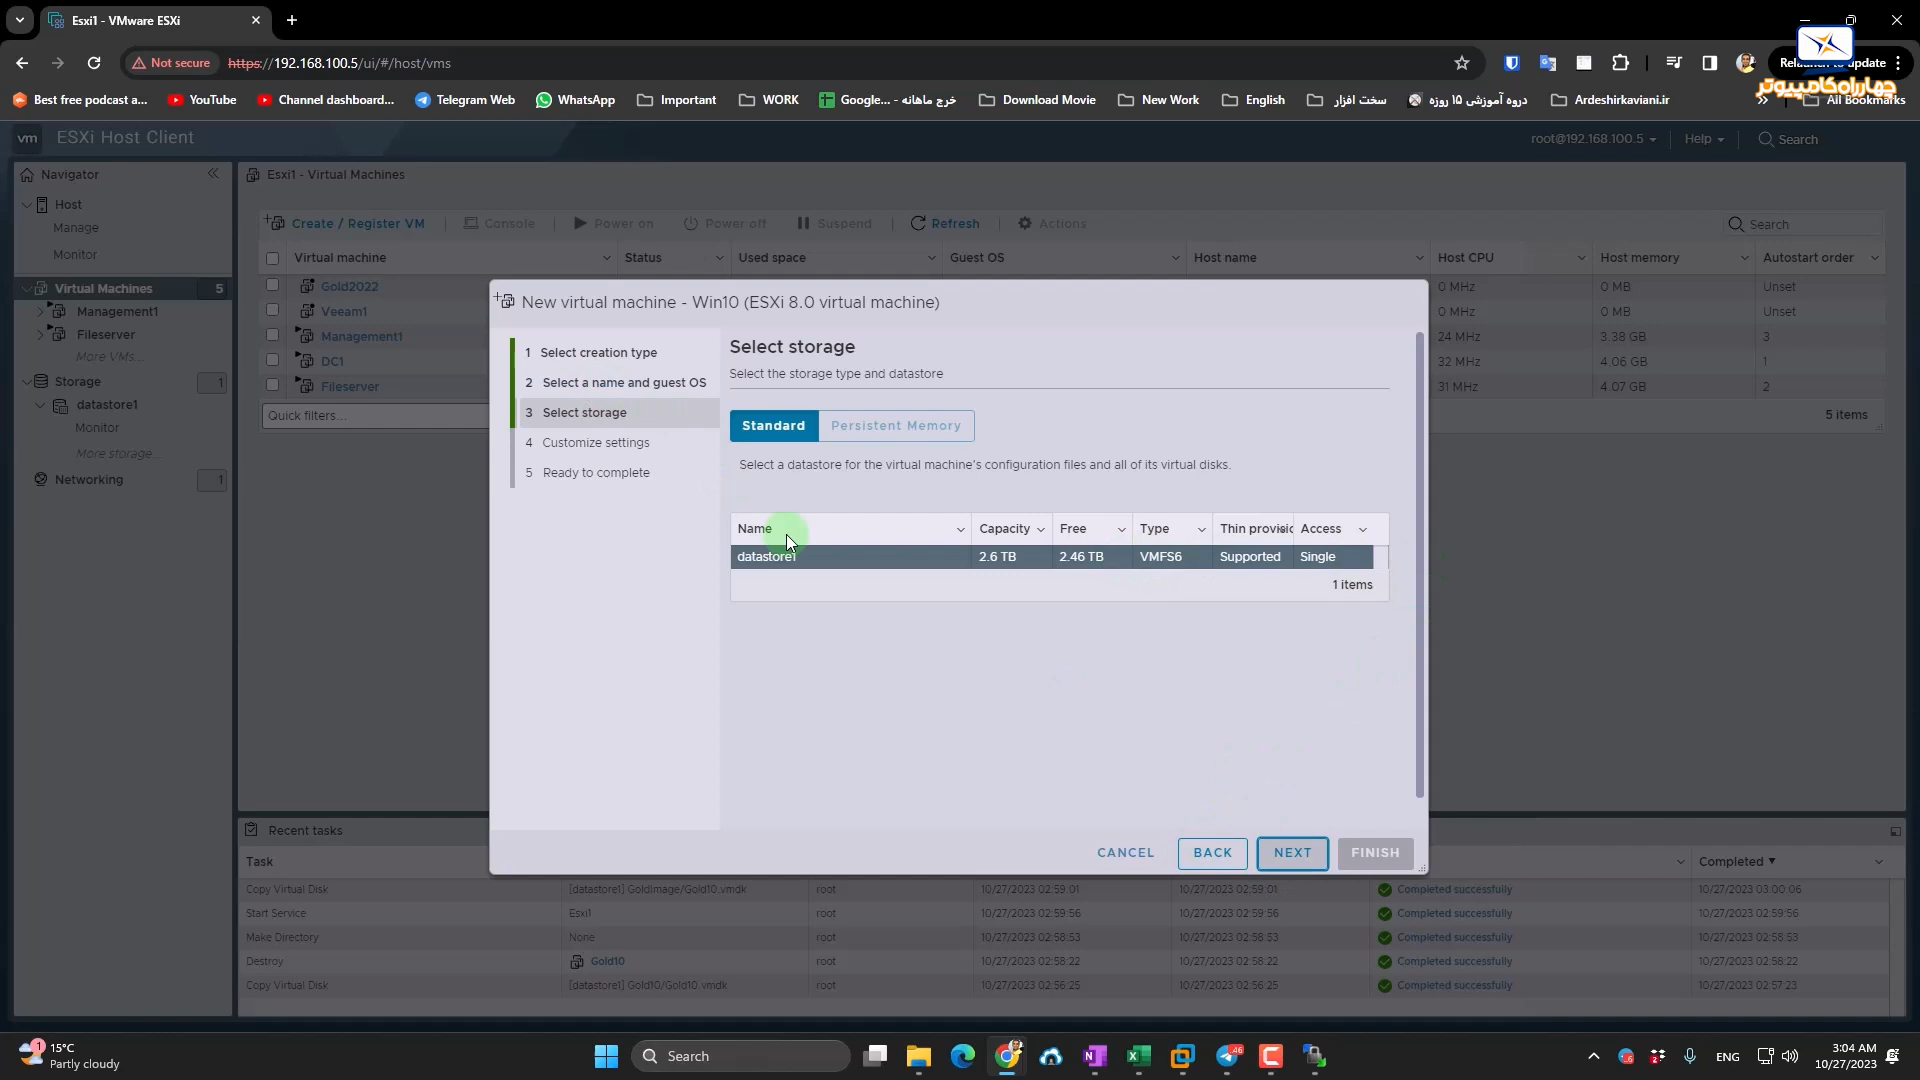 Esxi1 - VMware ESXi
Not secure https://192.168.100.5/ui/#/host/vms
Relaunch to update
چهارراه کامپیوتر
Best free podcast a...
YouTube
Channel dashboard...
Telegram Web
WhatsApp
Important
WORK
Google... - خرج ماهانه
Download Movie
New Work
English
سخت افزار
دروه آموزشی ۱۵ روزه
Ardeshirkaviani.ir
All Bookmarks
vm ESXi Host Client
root@192.168.100.5
Help
Search
Navigator
Host
Manage
Monitor
Virtual Machines 5
Management1
Fileserver
More VMs...
Storage 1
datastore1
Monitor
More storage...
Networking 1
Esxi1 - Virtual Machines
Create / Register VM Console Power on Power off Suspend Refresh Actions Search
Virtual machine Status Used space Guest OS Host name Host CPU Host memory Autostart order
Gold2022 0 MHz 0 MB Unset
Veeam1 0 MHz 0 MB Unset
Management1 24 MHz 3.38 GB 3
DC1 32 MHz 4.06 GB 1
Fileserver 31 MHz 4.07 GB 2
Quick filters... 5 items
New virtual machine - Win10 (ESXi 8.0 virtual machine)
1 Select creation type
2 Select a name and guest OS
3 Select storage
4 Customize settings
5 Ready to complete
Select storage
Select the storage type and datastore
Standard Persistent Memory
Select a datastore for the virtual machine's configuration files and all of its virtual disks.
Name Capacity Free Type Thin provisic Access
datastore1 2.6 TB 2.46 TB VMFS6 Supported Single
1 items
CANCEL BACK NEXT FINISH
Recent tasks
Task Completed ▼
Copy Virtual Disk [datastore1] GoldImage/Gold10.vmdk root 10/27/2023 02:59:01 10/27/2023 02:59:01 Completed successfully 10/27/2023 03:00:06
Start Service Esxi1 root 10/27/2023 02:59:56 10/27/2023 02:59:56 Completed successfully 10/27/2023 02:59:56
Make Directory None root 10/27/2023 02:58:53 10/27/2023 02:58:53 Completed successfully 10/27/2023 02:58:53
Destroy Gold10 root 10/27/2023 02:58:22 10/27/2023 02:58:22 Completed successfully 10/27/2023 02:58:22
Copy Virtual Disk [datastore1] Gold10/Gold10.vmdk root 10/27/2023 02:56:25 10/27/2023 02:56:25 Completed successfully 10/27/2023 02:57:23
1
15°C
Partly cloudy
Search
46
ENG
3:04 AM
10/27/2023